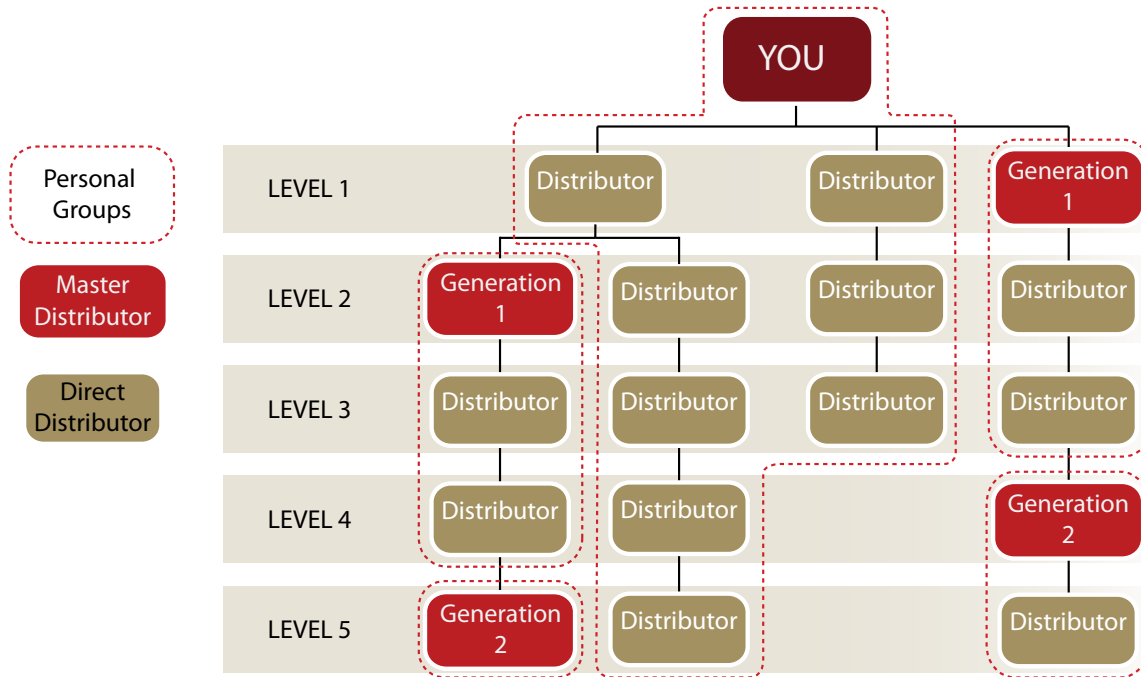 YOU
Personal
Groups
Master
Distributor
Direct
Distributor
LEVEL 1
Distributor
Distributor
Generation
1
LEVEL 2
Generation
1
Distributor
Distributor
Distributor
LEVEL 3
Distributor
Distributor
Distributor
Distributor
LEVEL 4
Distributor
Distributor
Generation
2
LEVEL 5
Generation
2
Distributor
Distributor